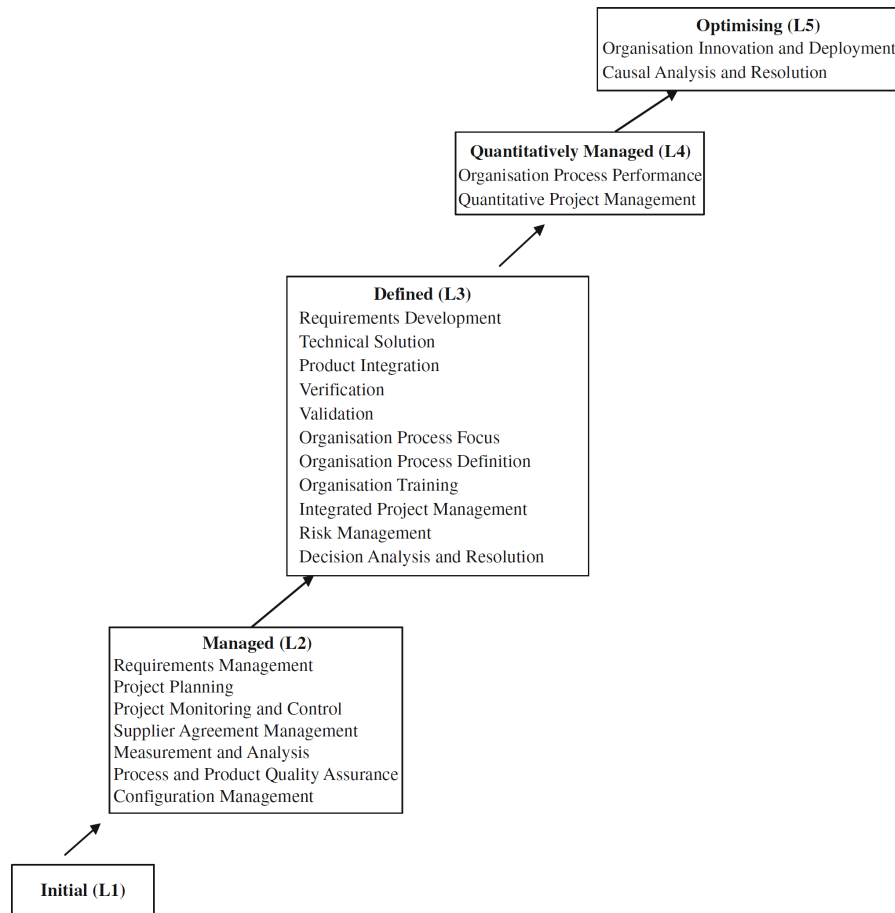 Optimising (L5)
Organisation Innovation and Deployment
Causal Analysis and Resolution
Quantitatively Managed (L4)
Organisation Process Performance
Quantitative Project Management
Defined (L3)
Requirements Development
Technical Solution
Product Integration
Verification
Validation
Organisation Process Focus
Organisation Process Definition
Organisation Training
Integrated Project Management
Risk Management
Decision Analysis and Resolution
Managed (L2)
Requirements Management
Project Planning
Project Monitoring and Control
Supplier Agreement Management
Measurement and Analysis
Process and Product Quality Assurance
Configuration Management
Initial (L1)